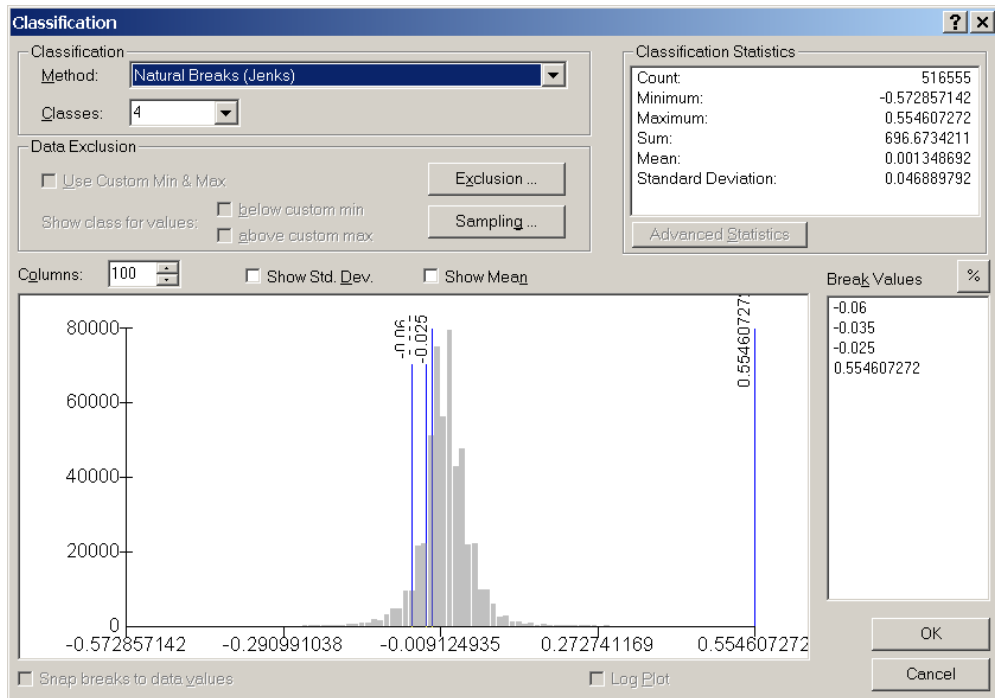 Classification
Classification
Method: Natural Breaks (Jenks)
Classes: 4
Data Exclusion
Use Custom Min & Max
Exclusion ...
Show class for values:
below custom min
above custom max
Sampling ...
Classification Statistics
Count: 516555
Minimum: -0.572857142
Maximum: 0.554607272
Sum: 696.6734211
Mean: 0.001348692
Standard Deviation: 0.046889792
Advanced Statistics
Columns: 100
Show Std. Dev.
Show Mean
Break Values
%
-0.06
-0.035
-0.025
0.554607272
80000
60000
40000
20000
0
-0.06
-0.025
0.554607272
-0.572857142 -0.290991038 -0.009124935 0.272741169 0.554607272
OK
Cancel
Snap breaks to data values
Log Plot